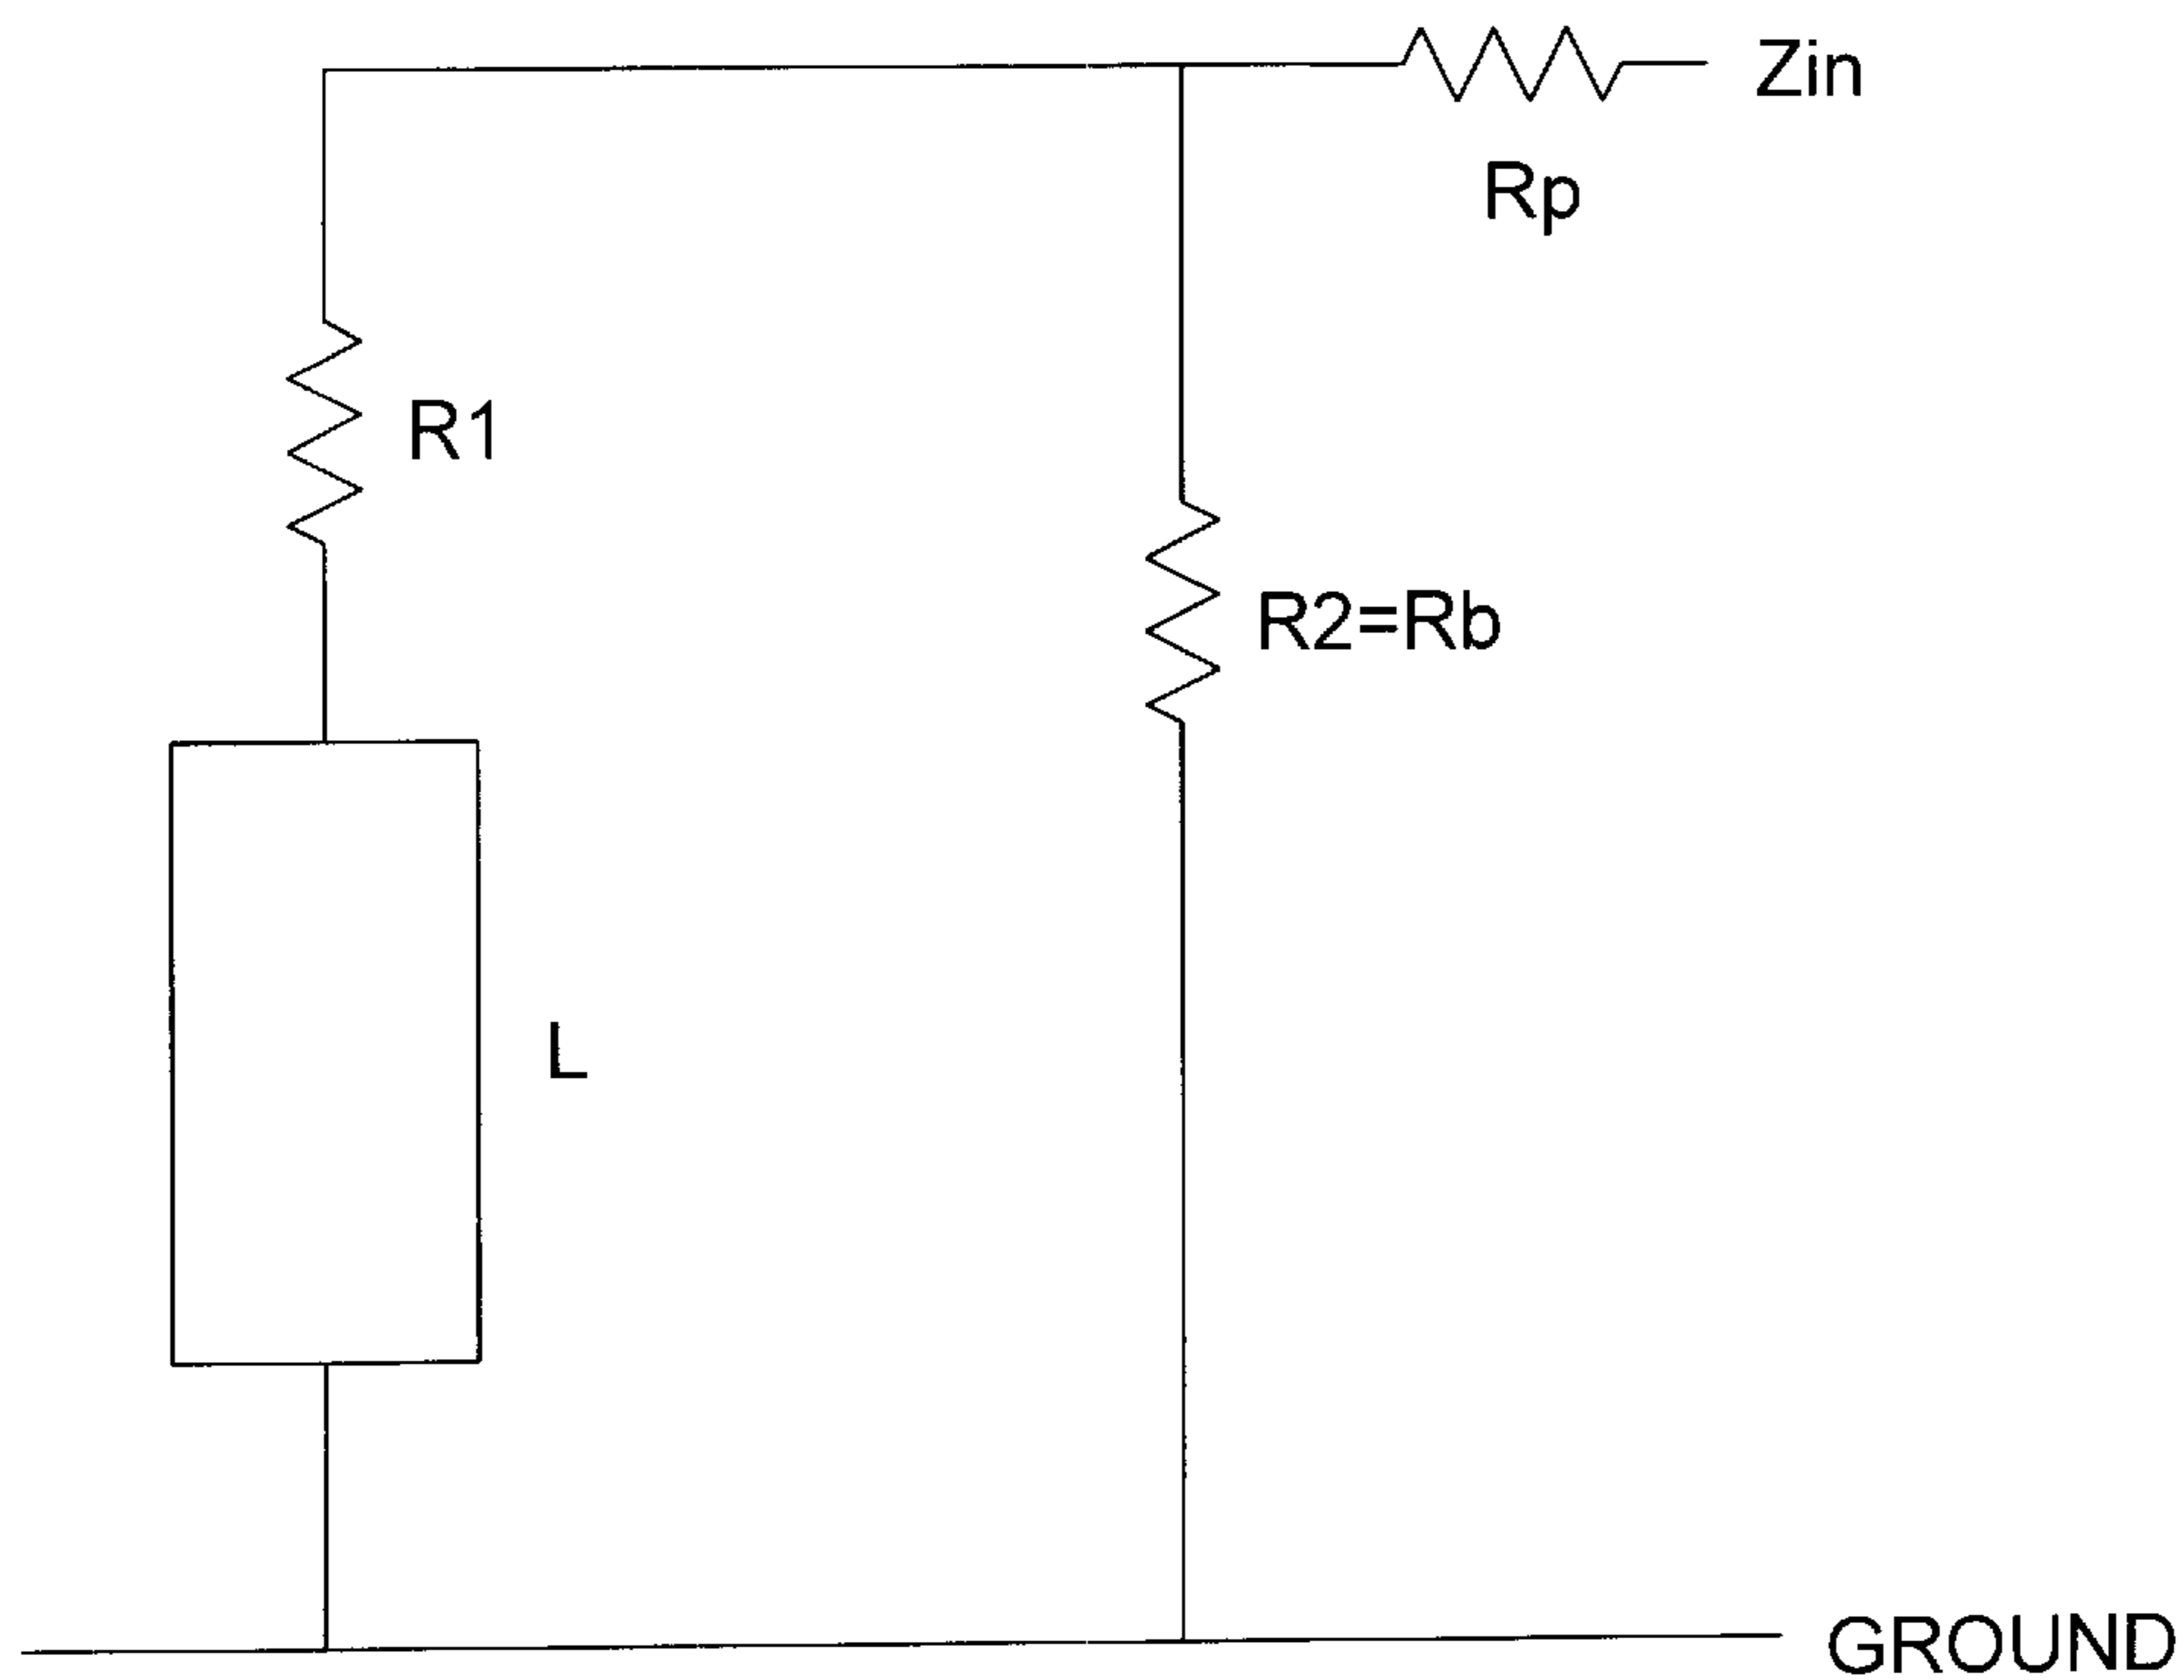 Zin
Rp
R1
R2=Rb
L
GROUND